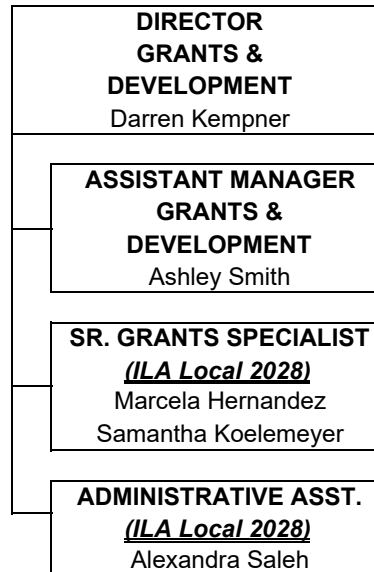 DIRECTOR
GRANTS &
DEVELOPMENT
Darren Kempner
ASSISTANT MANAGER
GRANTS &
DEVELOPMENT
Ashley Smith
SR. GRANTS SPECIALIST
(ILA Local 2028)
Marcela Hernandez
Samantha Koelemeyer
ADMINISTRATIVE ASST.
(ILA Local 2028)
Alexandra Saleh